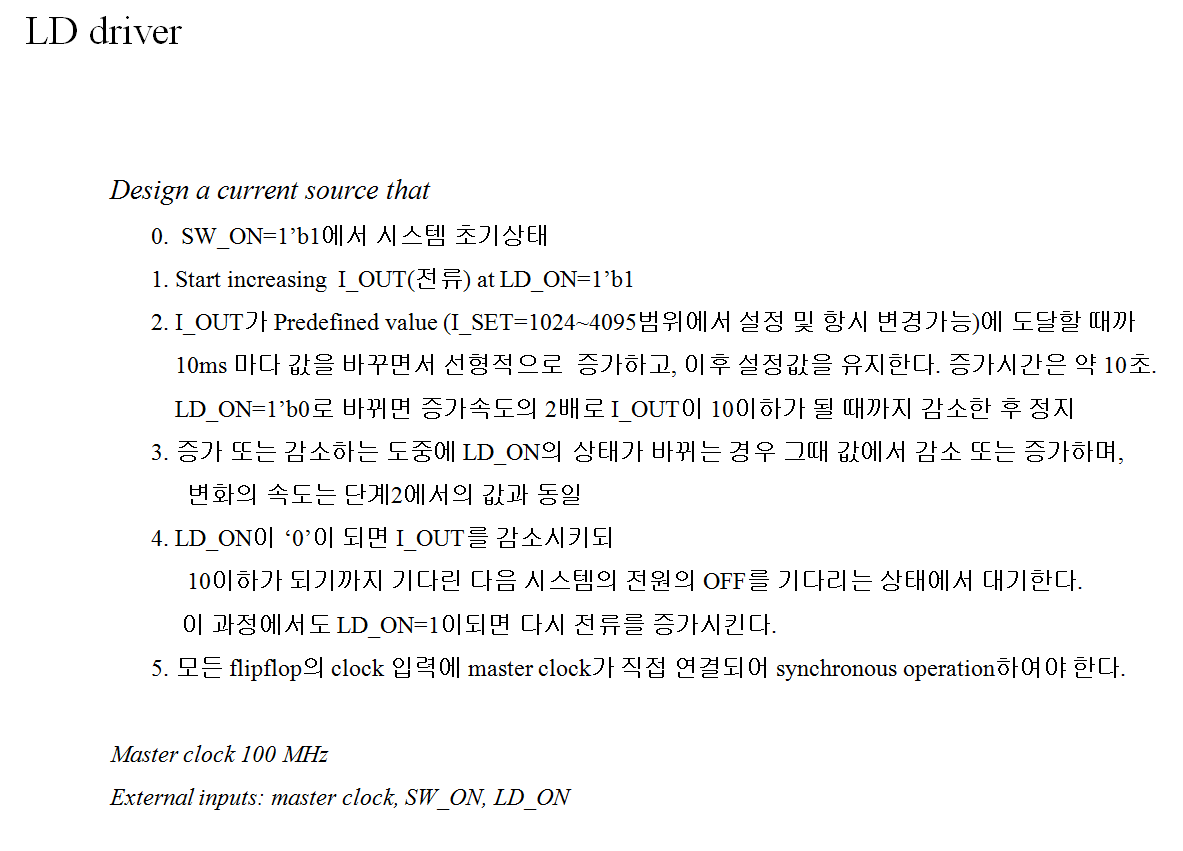 LD driver
Design a current source that
0. SW_ON=1’b1에서 시스템 초기상태
1. Start increasing I_OUT(전류) at LD_ON=1’b1
2. I_OUT가 Predefined value (I_SET=1024~4095범위에서 설정 및 항시 변경가능)에 도달할 때까
10ms 마다 값을 바꾸면서 선형적으로 증가하고, 이후 설정값을 유지한다. 증가시간은 약 10초.
LD_ON=1’b0로 바뀌면 증가속도의 2배로 I_OUT이 10이하가 될 때까지 감소한 후 정지
3. 증가 또는 감소하는 도중에 LD_ON의 상태가 바뀌는 경우 그때 값에서 감소 또는 증가하며,
변화의 속도는 단계2에서의 값과 동일
4. LD_ON이 ‘0’이 되면 I_OUT를 감소시키되
10이하가 되기까지 기다린 다음 시스템의 전원의 OFF를 기다리는 상태에서 대기한다.
이 과정에서도 LD_ON=1이되면 다시 전류를 증가시킨다.
5. 모든 flipflop의 clock 입력에 master clock가 직접 연결되어 synchronous operation하여야 한다.
Master clock 100 MHz
External inputs: master clock, SW_ON, LD_ON